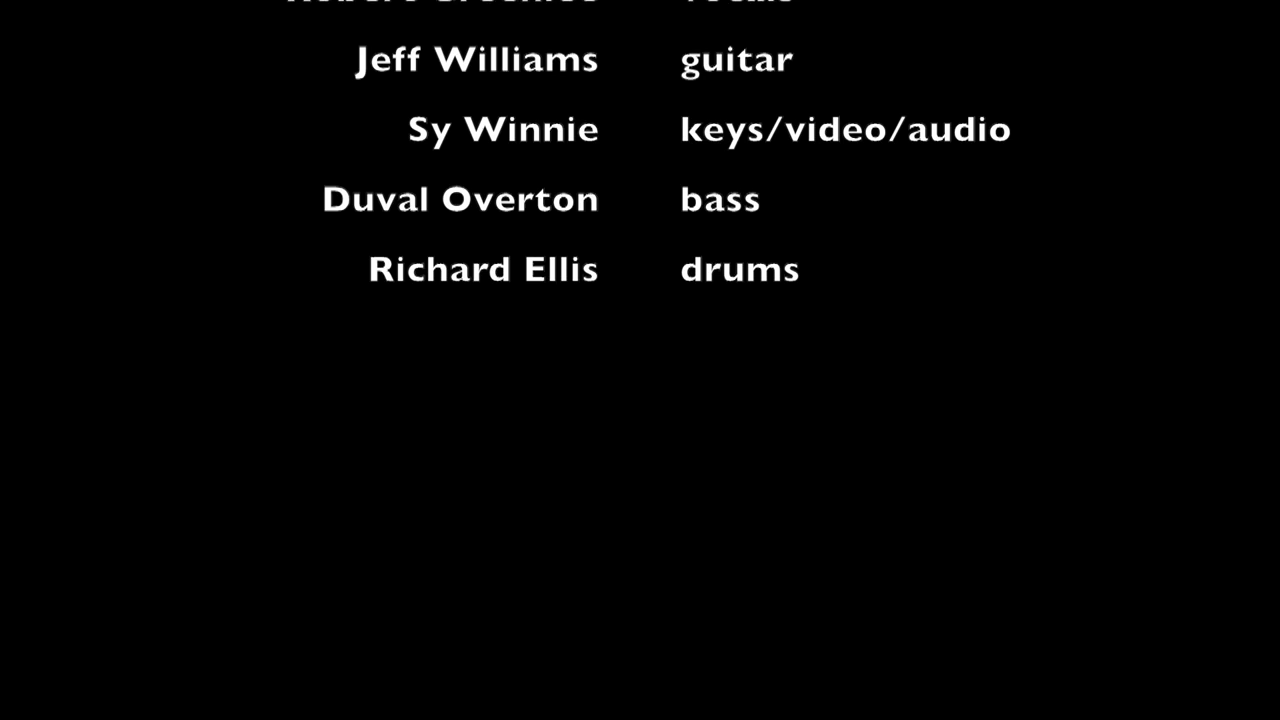 Jeff Williams guitar
Sy Winnie keys/video/audio
Duval Overton bass
Richard Ellis drums